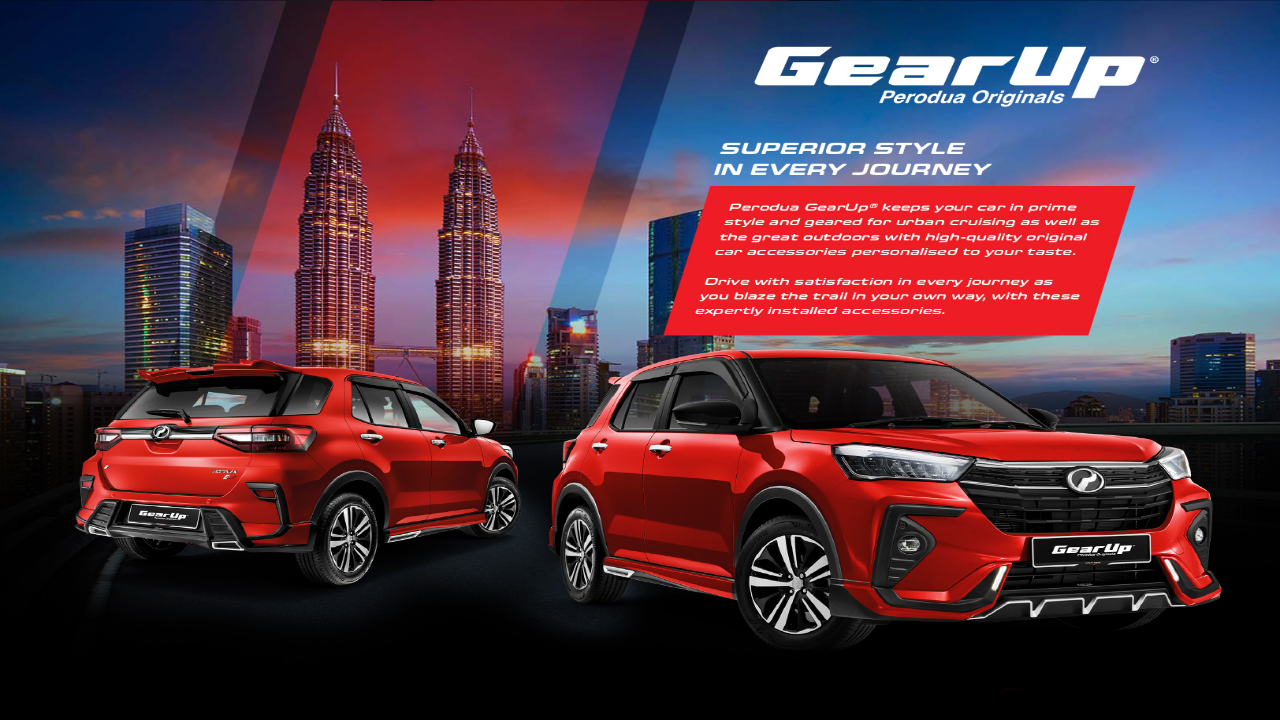 GearUp®
Perodua Originals
SUPERIOR STYLE
IN EVERY JOURNEY
Perodua GearUp® keeps your car in prime
style and geared for urban cruising as well as
the great outdoors with high-quality original
car accessories personalised to your taste.
Drive with satisfaction in every journey as
you blaze the trail in your own way, with these
expertly installed accessories.
ATIVA
GearUp
GearUp
Perodua Originals